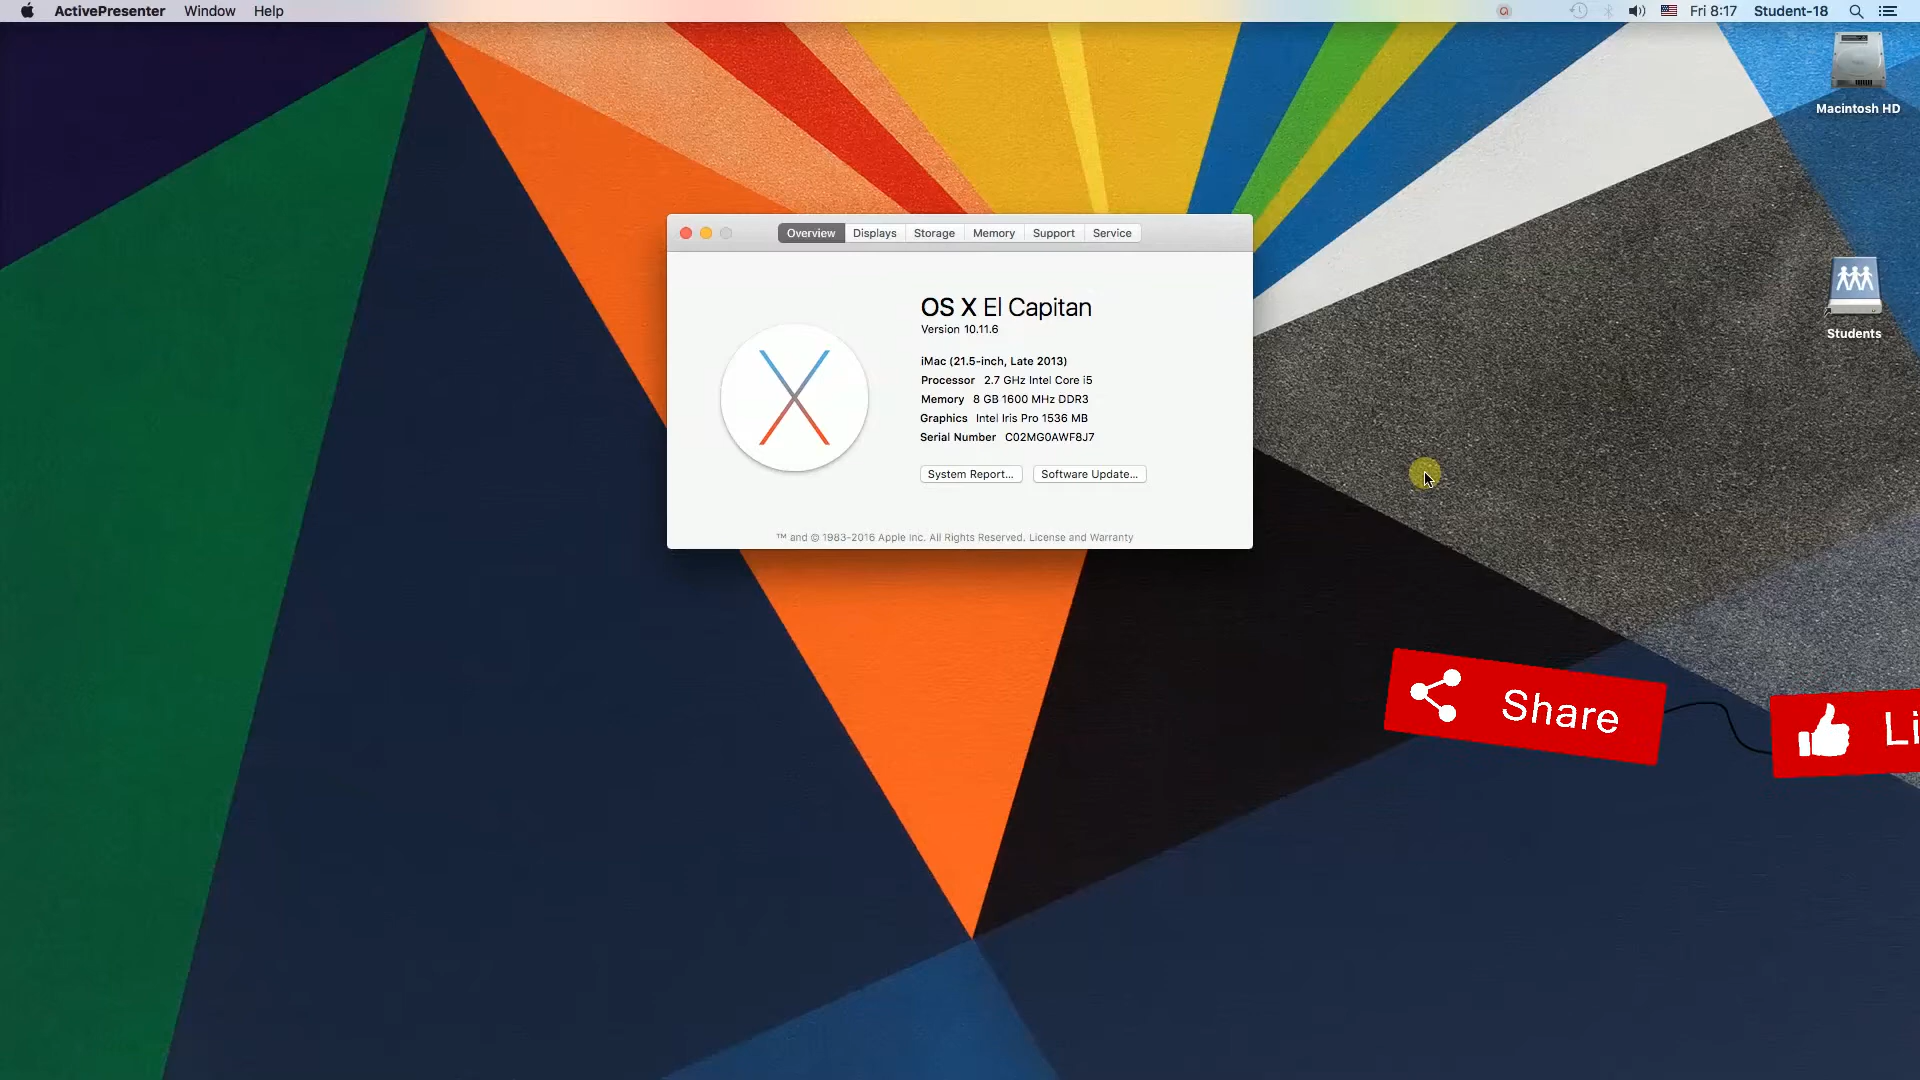 ActivePresenter Window Help
Fri 8:17 Student-18
Macintosh HD
Overview Displays Storage Memory Support Service
OS X El Capitan
Version 10.11.6
iMac (21.5-inch, Late 2013)
Processor 2.7 GHz Intel Core i5
Memory 8 GB 1600 MHz DDR3
Graphics Intel Iris Pro 1536 MB
Serial Number C02MG0AWF8J7
System Report... Software Update...
™ and © 1983-2016 Apple Inc. All Rights Reserved. License and Warranty
Students
Share
Li